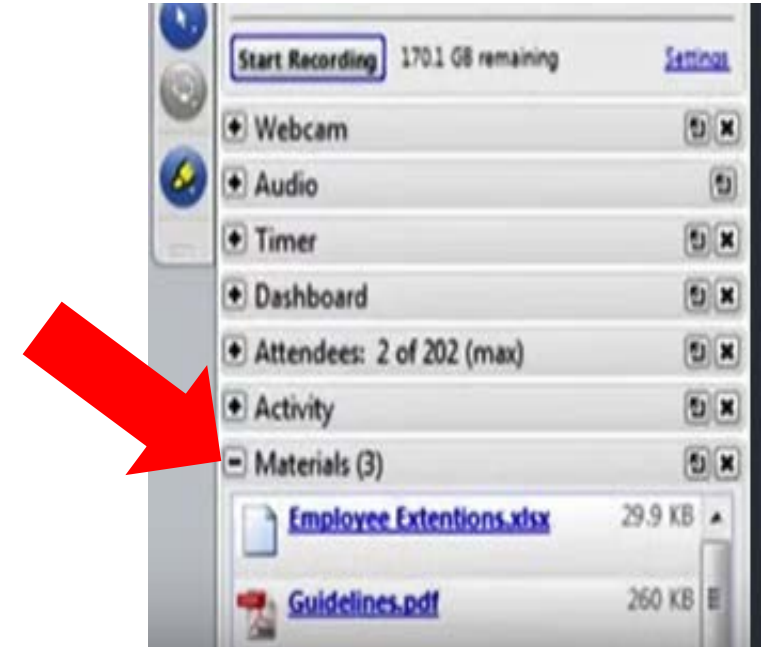 Start Recording 170.1 GB remaining Settings
Webcam
Audio
Timer
Dashboard
Attendees: 2 of 202 (max)
Activity
Materials (3)
Employee Extentions.xlsx 29.9 KB
Guidelines.pdf 260 KB